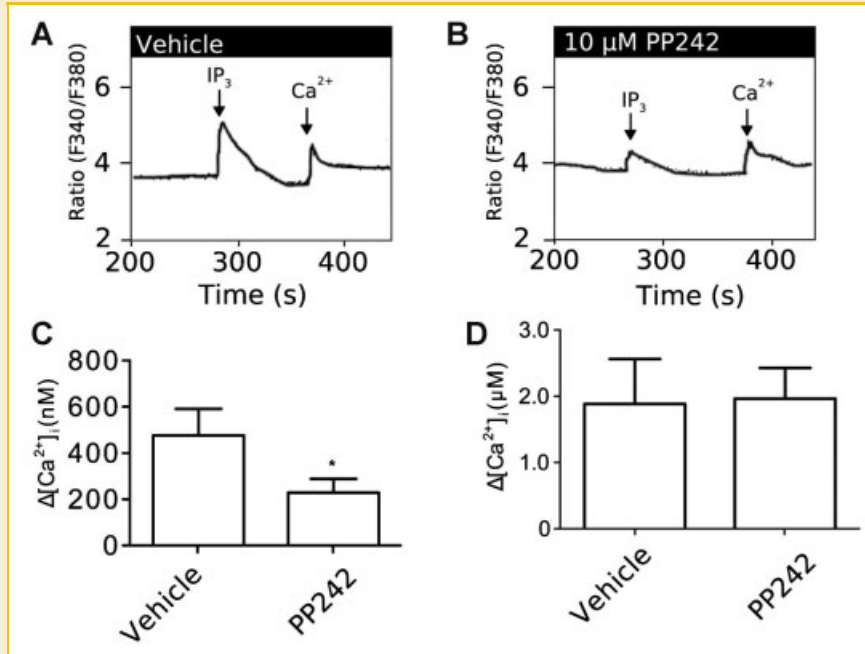 A
Vehicle
IP3
Ca2+
Ratio (F340/F380)
6
4
2
200
300
400
Time (s)
B
10 µM PP242
IP3
Ca2+
Ratio (F340/F380)
6
4
2
200
300
400
Time (s)
C
Δ[Ca2+]i(nM)
800
600
400
200
0
*
Vehicle
PP242
D
Δ[Ca2+]i(µM)
3.0
2.0
1.0
0
Vehicle
PP242